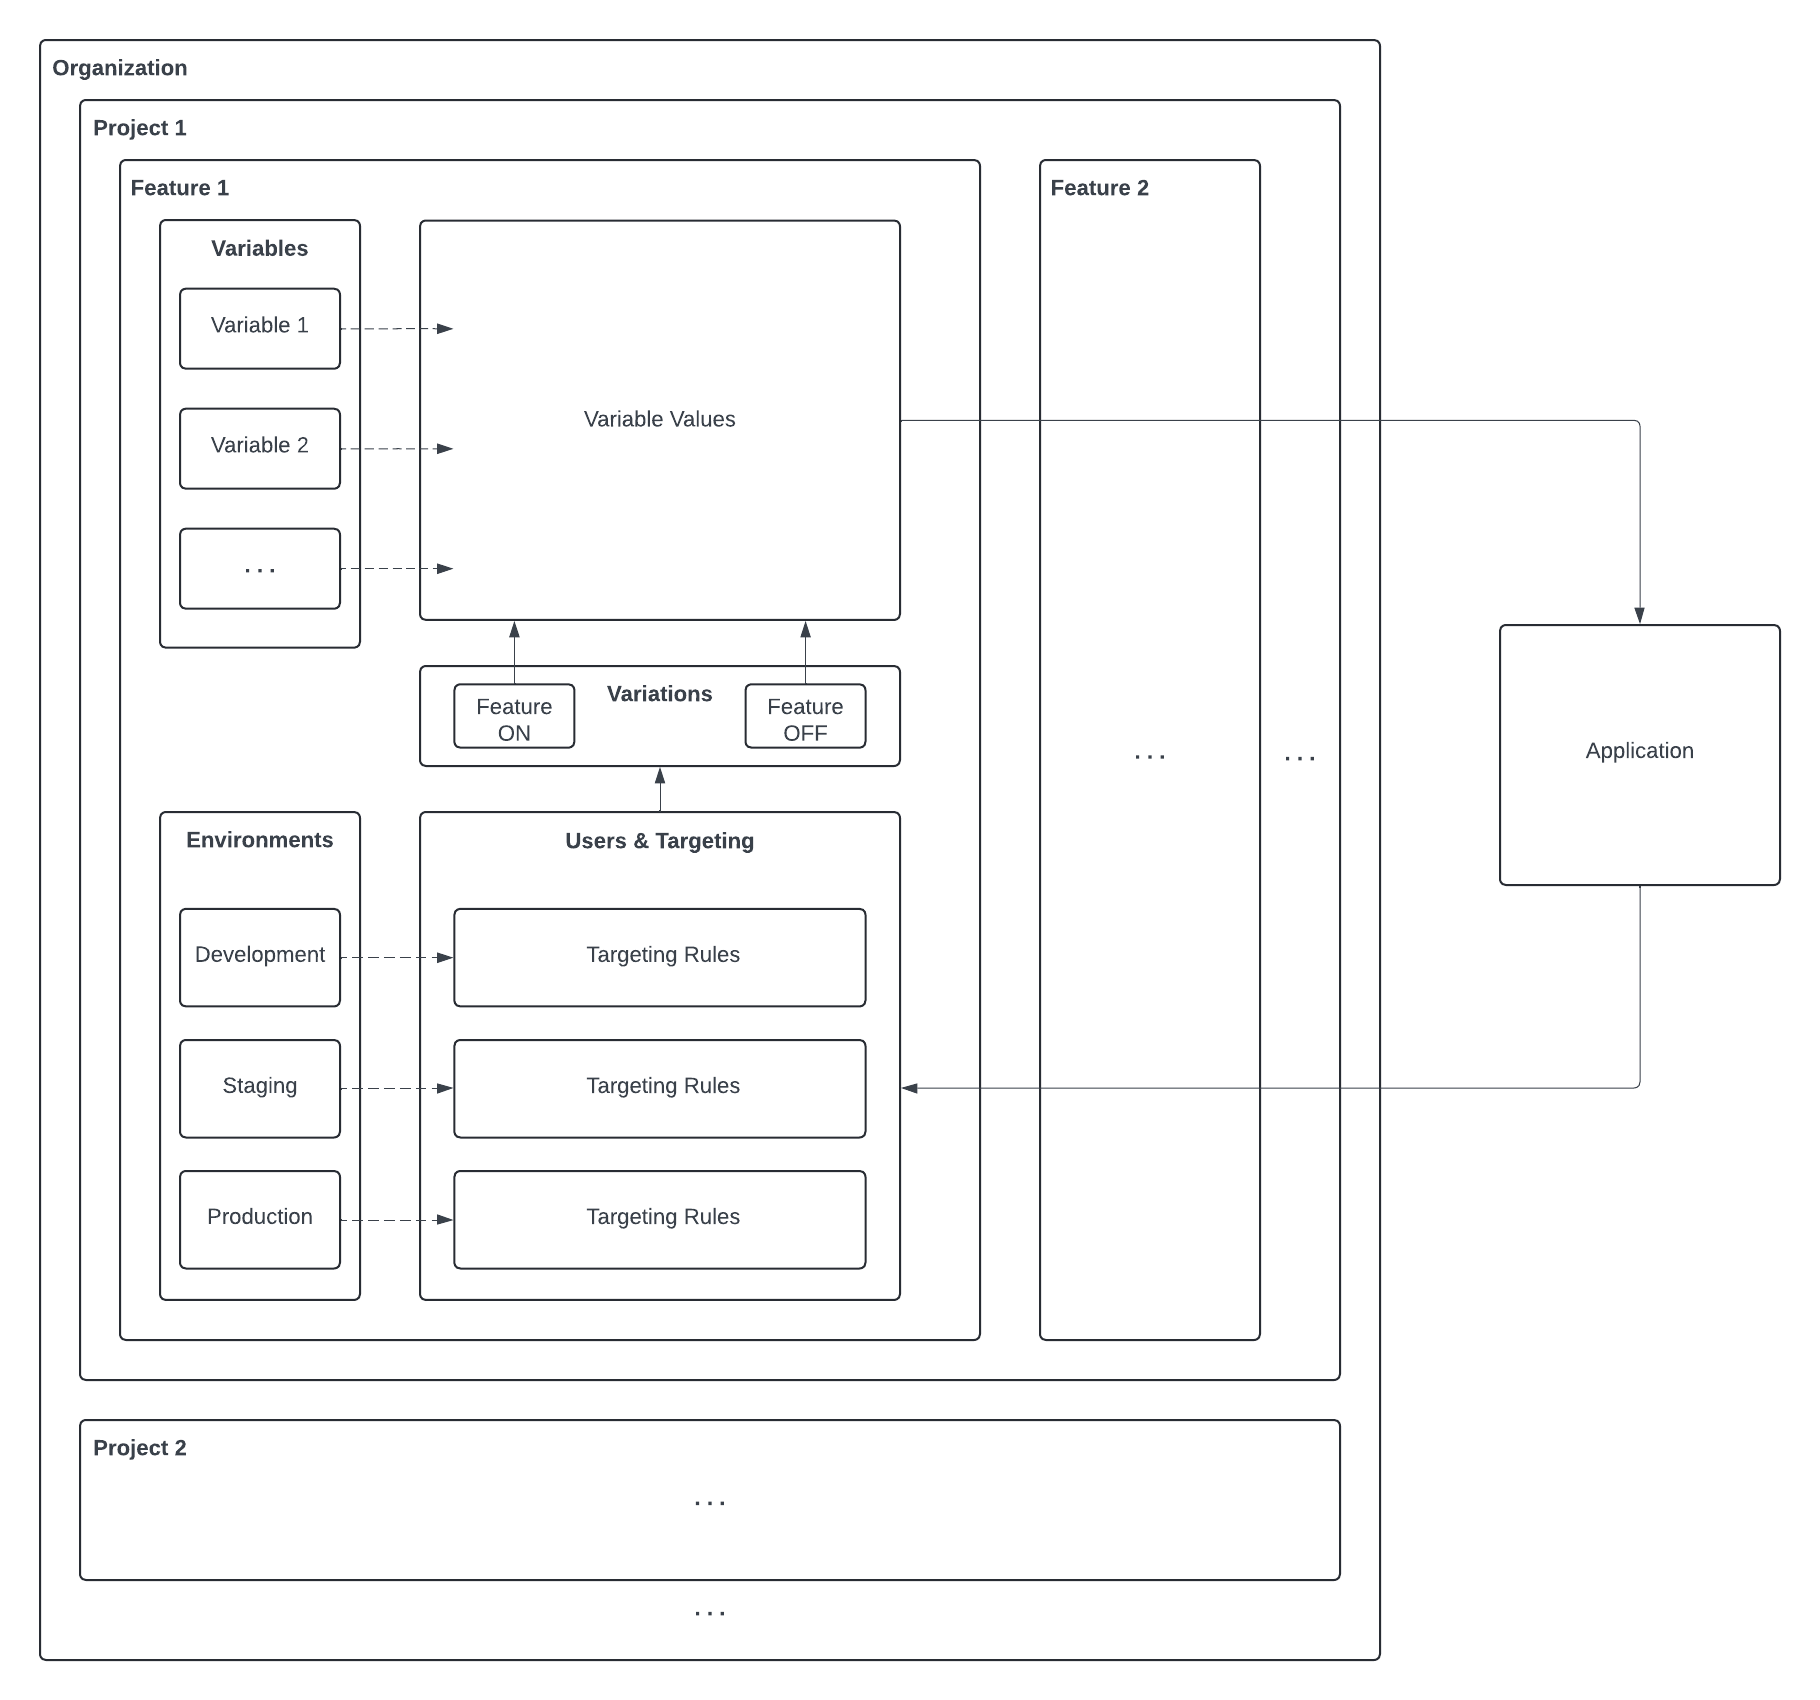 Organization
Project 1
Feature 1
Feature 2
Variables
Variable 1
Variable 2
...
Variable Values
Variations
Feature
ON
Feature
OFF
Environments
Development
Staging
Production
Users & Targeting
Targeting Rules
Targeting Rules
Targeting Rules
...
...
Application
Project 2
...
...